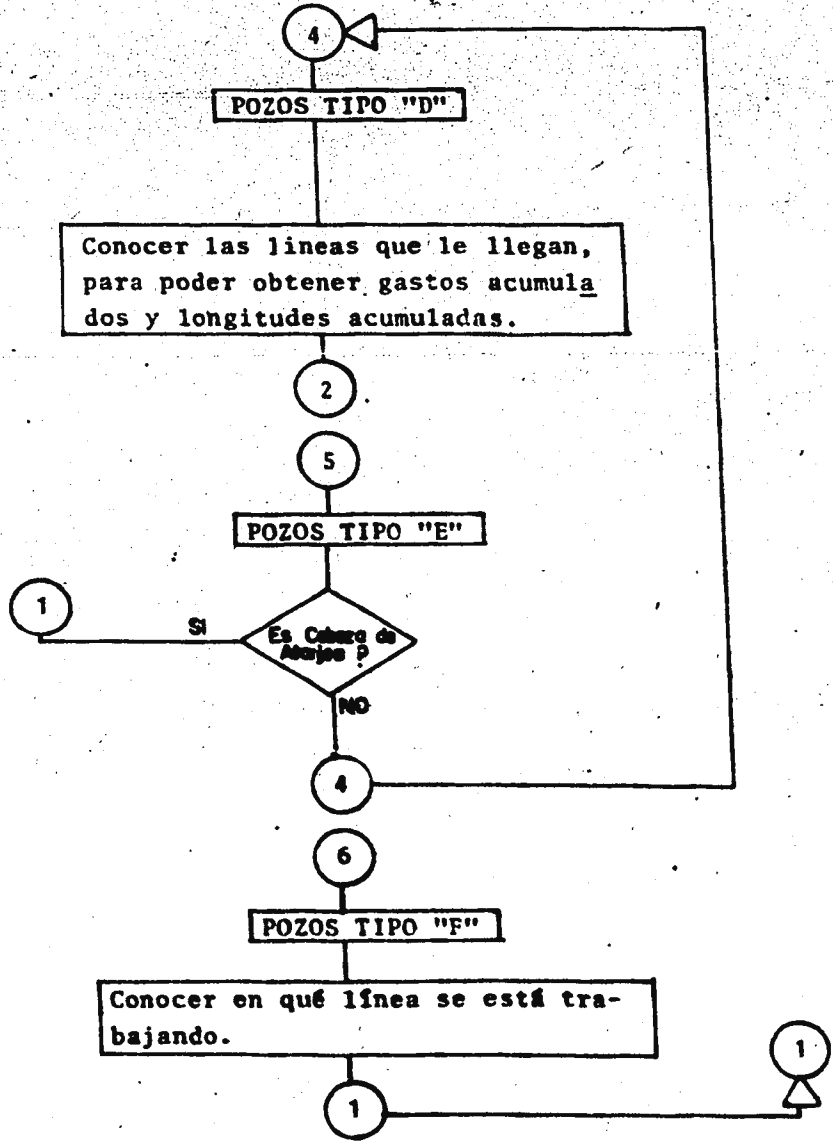 4
POZOS TIPO "D"
Conocer las lineas que le llegan,
para poder obtener gastos acumula
dos y longitudes acumuladas.
2
5
POZOS TIPO "E"
1
SI
Es Cabeza de
Atarjea ?
NO
4
6
POZOS TIPO "F"
Conocer en qué línea se está tra-
bajando.
1
1